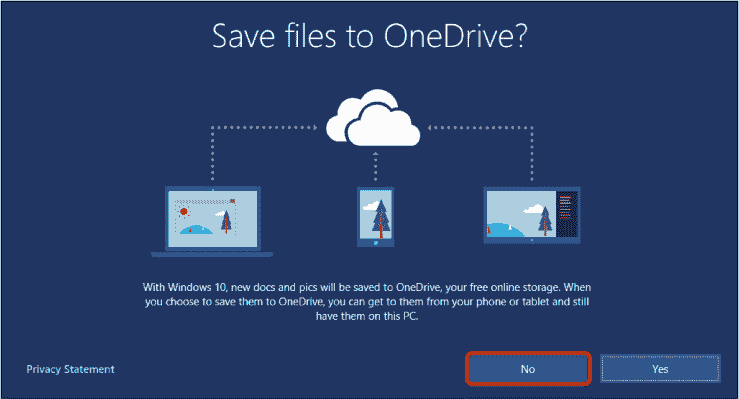 Save files to OneDrive?
With Windows 10, new docs and pics will be saved to OneDrive, your free online storage. When
you choose to save them to OneDrive, you can get to them from your phone or tablet and still
have them on this PC.
Privacy Statement
No
Yes